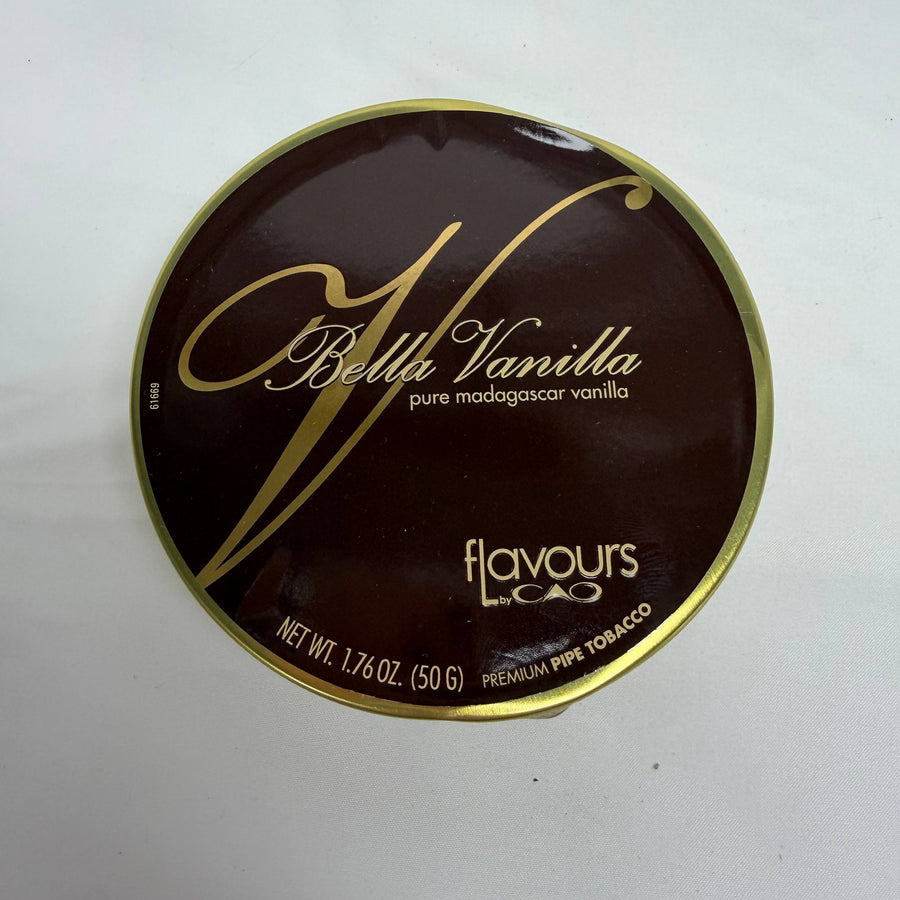 V
Bella Vanilla
pure madagascar vanilla
61669
flavours
by CAO
NET WT. 1.76 OZ. (50 G)
PREMIUM PIPE TOBACCO